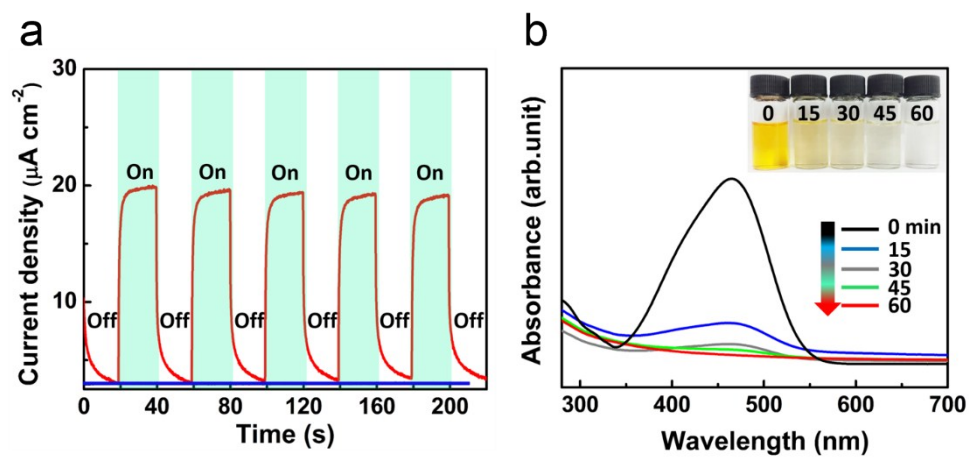 a
Current density (μA cm⁻²)
30
20
10
On On On On On
Off Off Off Off Off Off
0 40 80 120 160 200
Time (s)
b
Absorbance (arb.unit)
0 15 30 45 60
0 min
15
30
45
60
300 400 500 600 700
Wavelength (nm)